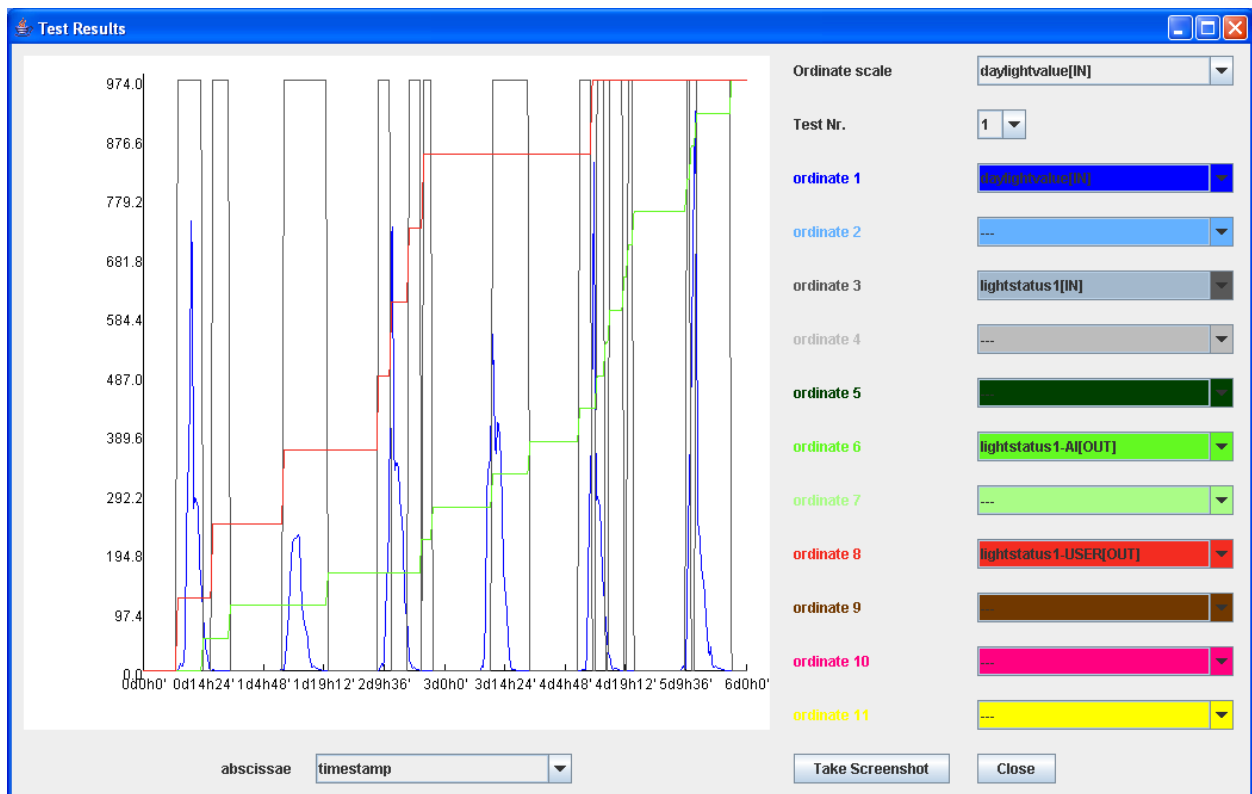 Test Results
974.0
876.6
779.2
681.8
584.4
487.0
389.6
292.2
194.8
97.4
0.0
0d0h0' 0d14h24' 1d4h48' 1d19h12' 2d9h36' 3d0h0' 3d14h24' 4d4h48' 4d19h12' 5d9h36' 6d0h0'
Ordinate scale daylightvalue[IN]
Test Nr. 1
ordinate 1 daylightvalue[IN]
ordinate 2 ---
ordinate 3 lightstatus1[IN]
ordinate 4 ---
ordinate 5 ---
ordinate 6 lightstatus1-AI[OUT]
ordinate 7 ---
ordinate 8 lightstatus1-USER[OUT]
ordinate 9 ---
ordinate 10 ---
ordinate 11 ---
abscissae timestamp Take Screenshot Close